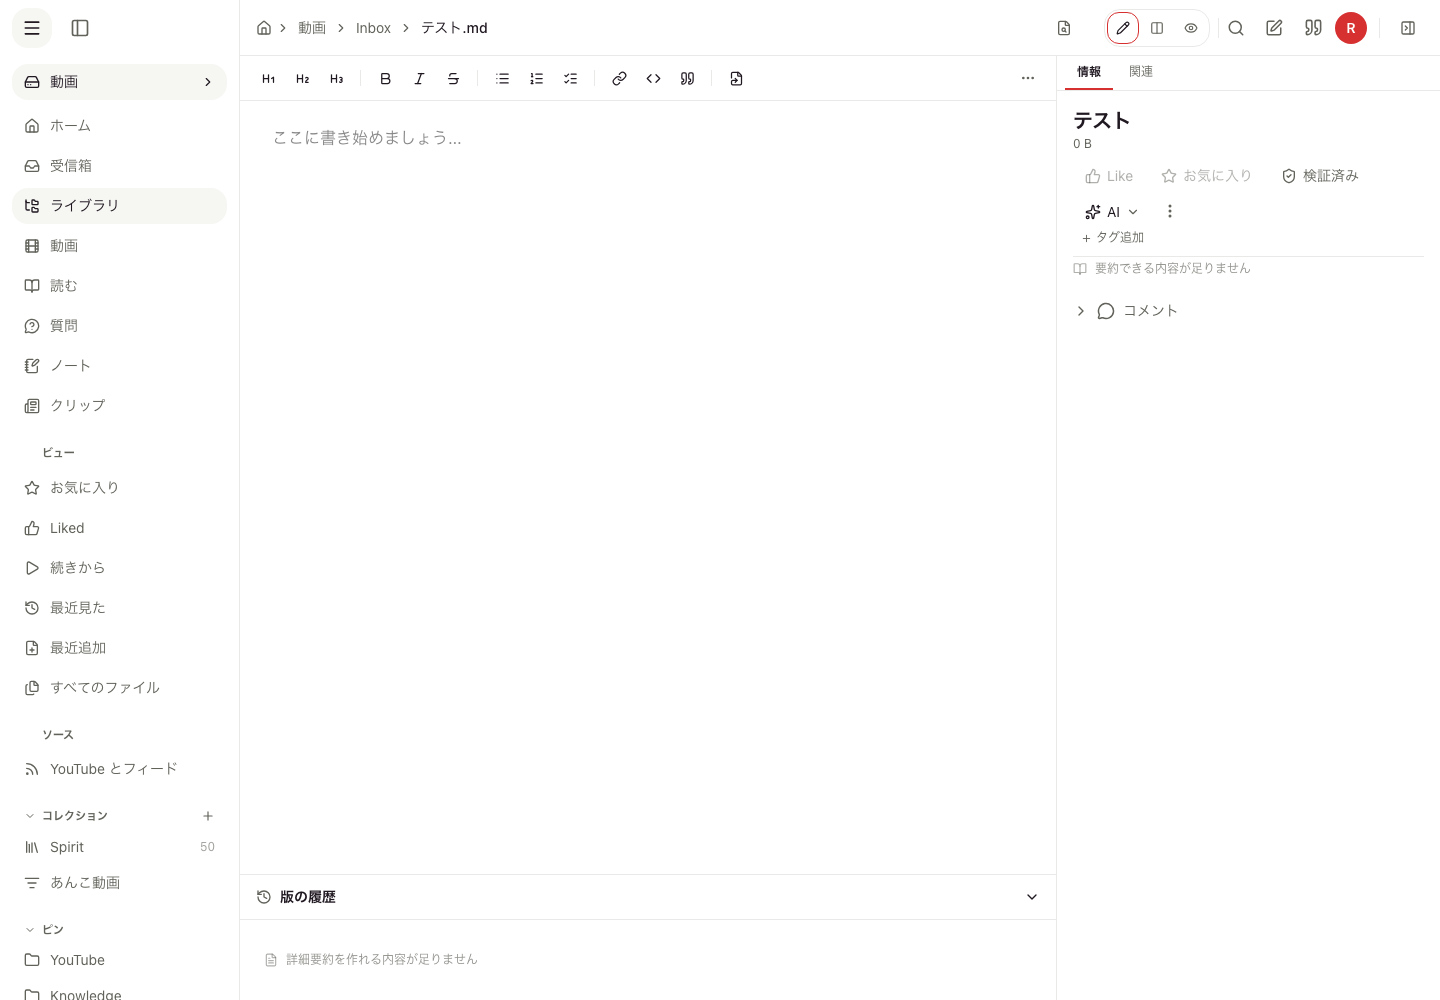 動画
ホーム
受信箱
ライブラリ
動画
読む
質問
ノート
クリップ
ビュー
お気に入り
Liked
続きから
最近見た
最近追加
すべてのファイル
ソース
YouTube とフィード
コレクション
Spirit 50
あんこ動画
ピン
YouTube
Knowledge
動画 Inbox テスト.md
R
H1 H2 H3 B I S
ここに書き始めましょう...
版の履歴
詳細要約を作れる内容が足りません
情報 関連
テスト
0 B
Like お気に入り 検証済み
AI
+ タグ追加
要約できる内容が足りません
コメント